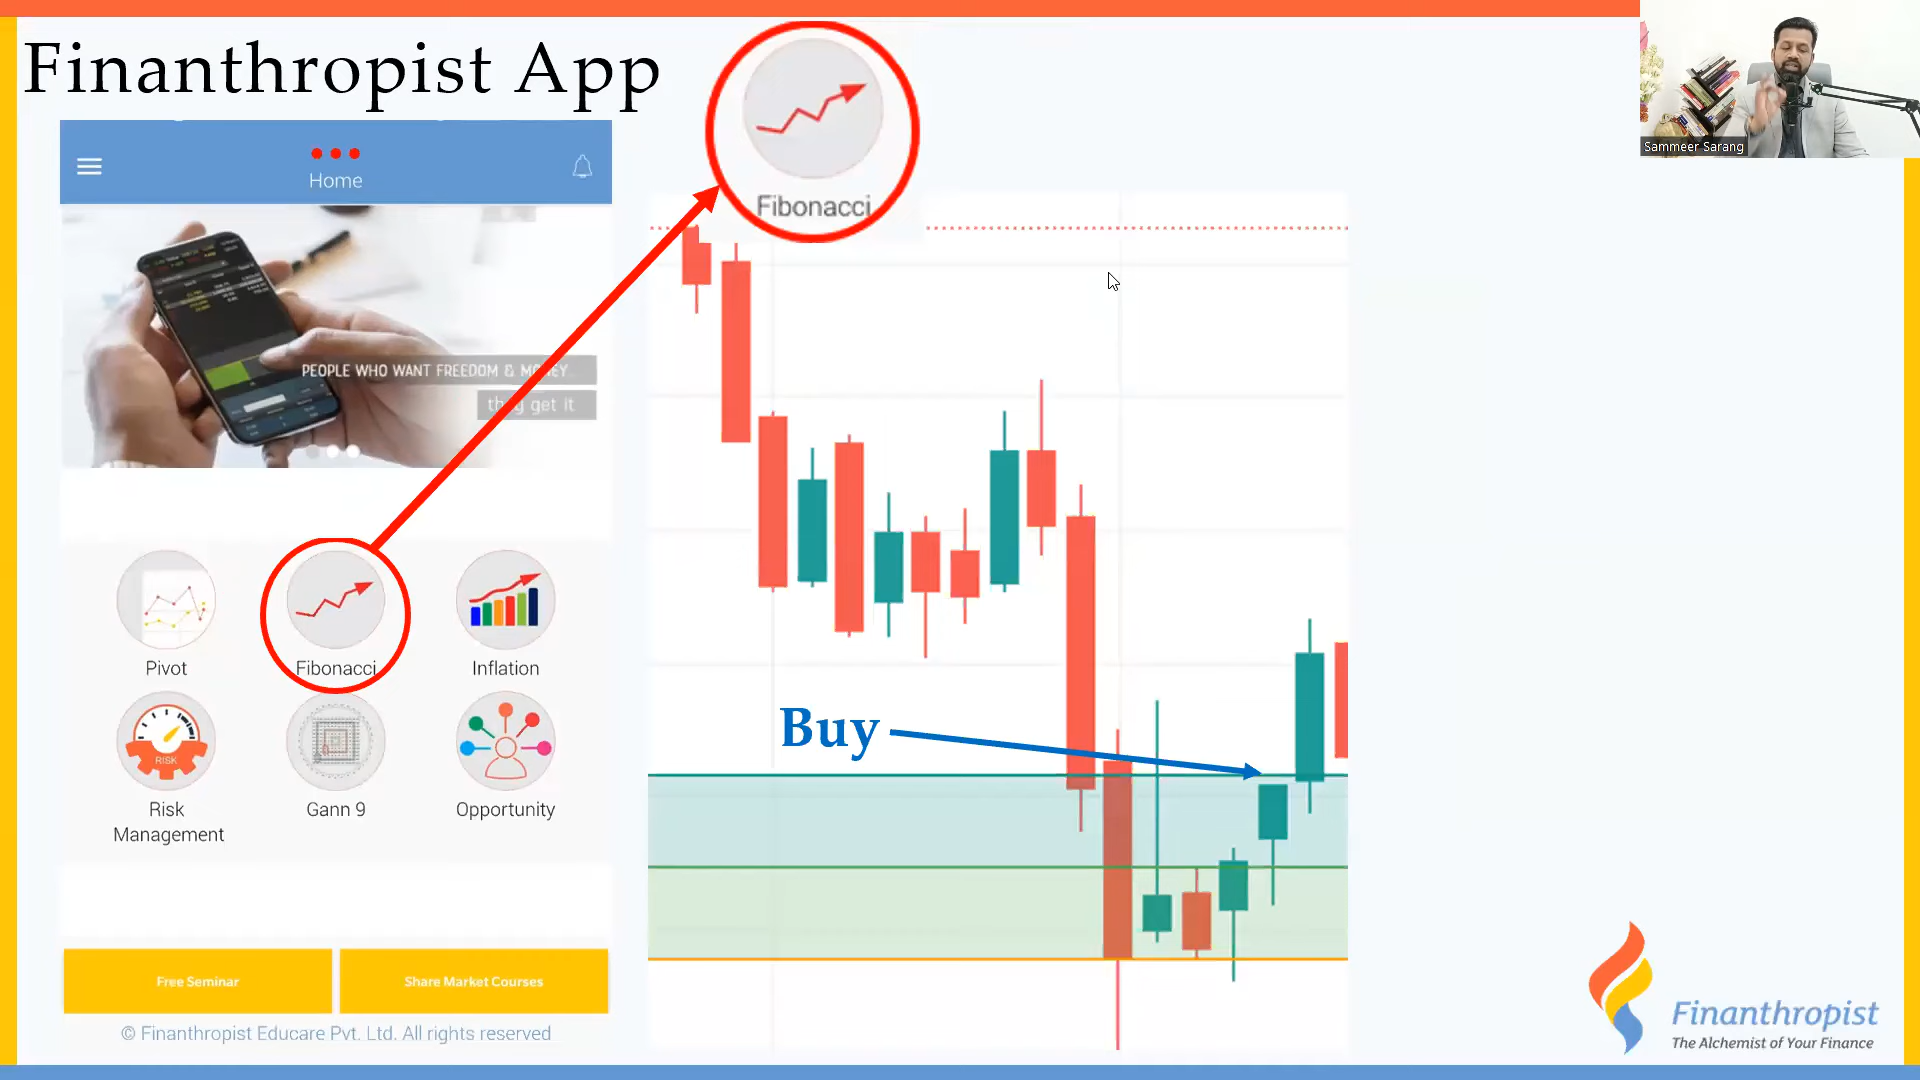 Finanthropist App
Sammeer Sarang
Home
Fibonacci
PEOPLE WHO WANT FREEDOM & MONEY
they get it
Pivot
Fibonacci
Inflation
RISK
Risk
Management
Gann 9
Opportunity
Buy
Free Seminar
Share Market Courses
© Finanthropist Educare Pvt. Ltd. All rights reserved
Finanthropist
The Alchemist of Your Finance